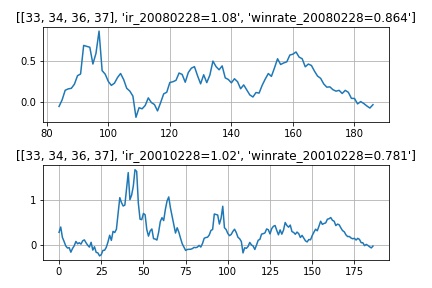 [[33, 34, 36, 37], 'ir_20080228=1.08', 'winrate_20080228=0.864']
0.5
0.0
80 100 120 140 160 180
[[33, 34, 36, 37], 'ir_20010228=1.02', 'winrate_20010228=0.781']
1
0
0 25 50 75 100 125 150 175